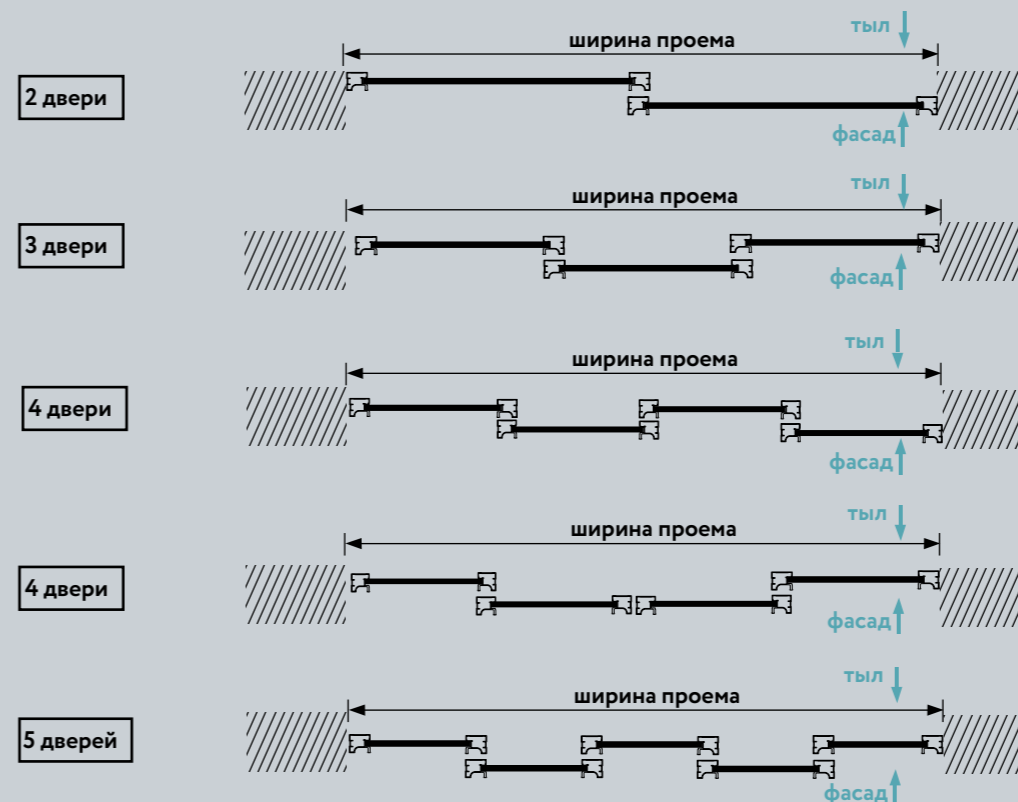 тыл
ширина проема
2 двери
фасад
тыл
ширина проема
3 двери
фасад
тыл
ширина проема
4 двери
фасад
тыл
ширина проема
4 двери
фасад
тыл
ширина проема
5 дверей
фасад